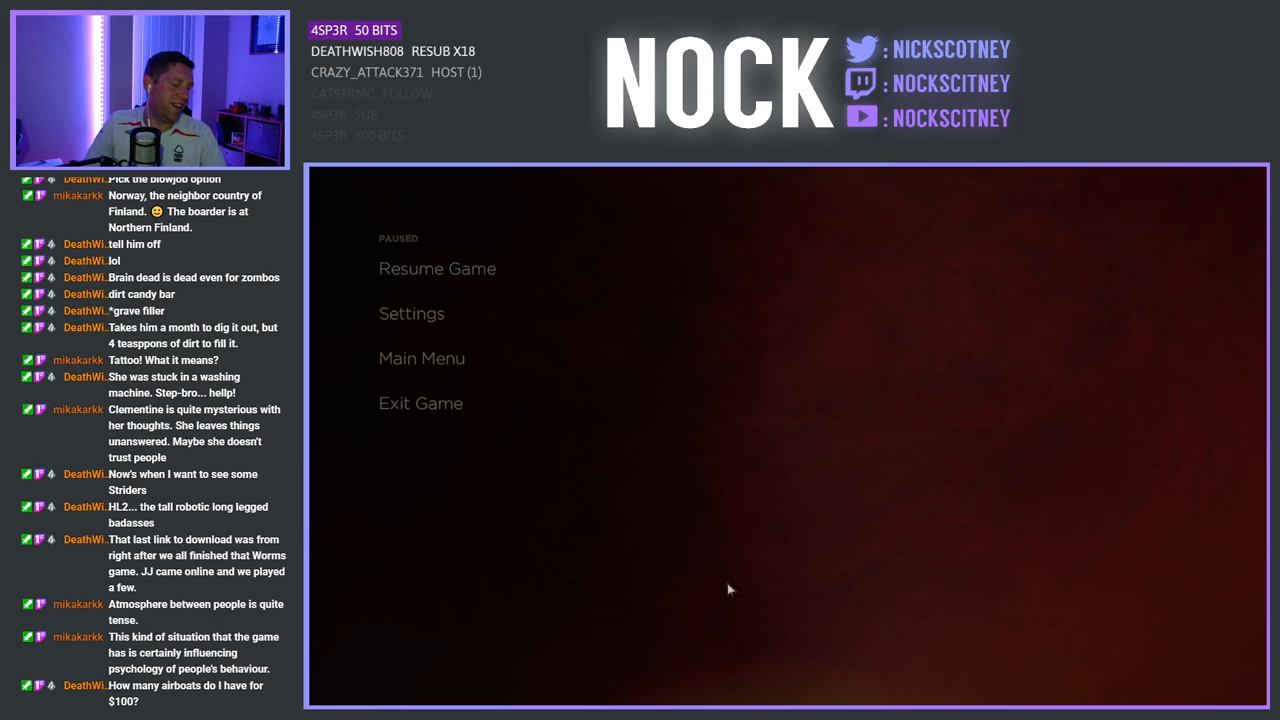 4SP3R 50 BITS
DEATHWISH808 RESUB X18
CRAZY_ATTACK371 HOST (1)
CATSTRMC FOLLOW
4SP3R SUB
4SP3R 300 BITS
NOCK
: NICKSCOTNEY
: NOCKSCITNEY
: NOCKSCITNEY
DeathWi.. Pick the blowjob option
mikakarkk Norway, the neighbor country of
Finland. 😀 The boarder is at
Northern Finland.
DeathWi.. tell him off
DeathWi.. lol
DeathWi.. Brain dead is dead even for zombos
DeathWi.. dirt candy bar
DeathWi.. *grave filler
DeathWi.. Takes him a month to dig it out, but
4 teasppons of dirt to fill it.
mikakarkk Tattoo! What it means?
DeathWi.. She was stuck in a washing
machine. Step-bro... hellp!
mikakarkk Clementine is quite mysterious with
her thoughts. She leaves things
unanswered. Maybe she doesn't
trust people
DeathWi.. Now's when I want to see some
Striders
DeathWi.. HL2... the tall robotic long legged
badasses
DeathWi.. That last link to download was from
right after we all finished that Worms
game. JJ came online and we played
a few.
mikakarkk Atmosphere between people is quite
tense.
mikakarkk This kind of situation that the game
has is certainly influencing
psychology of people's behaviour.
DeathWi.. How many airboats do I have for
$100?
PAUSED
Resume Game
Settings
Main Menu
Exit Game